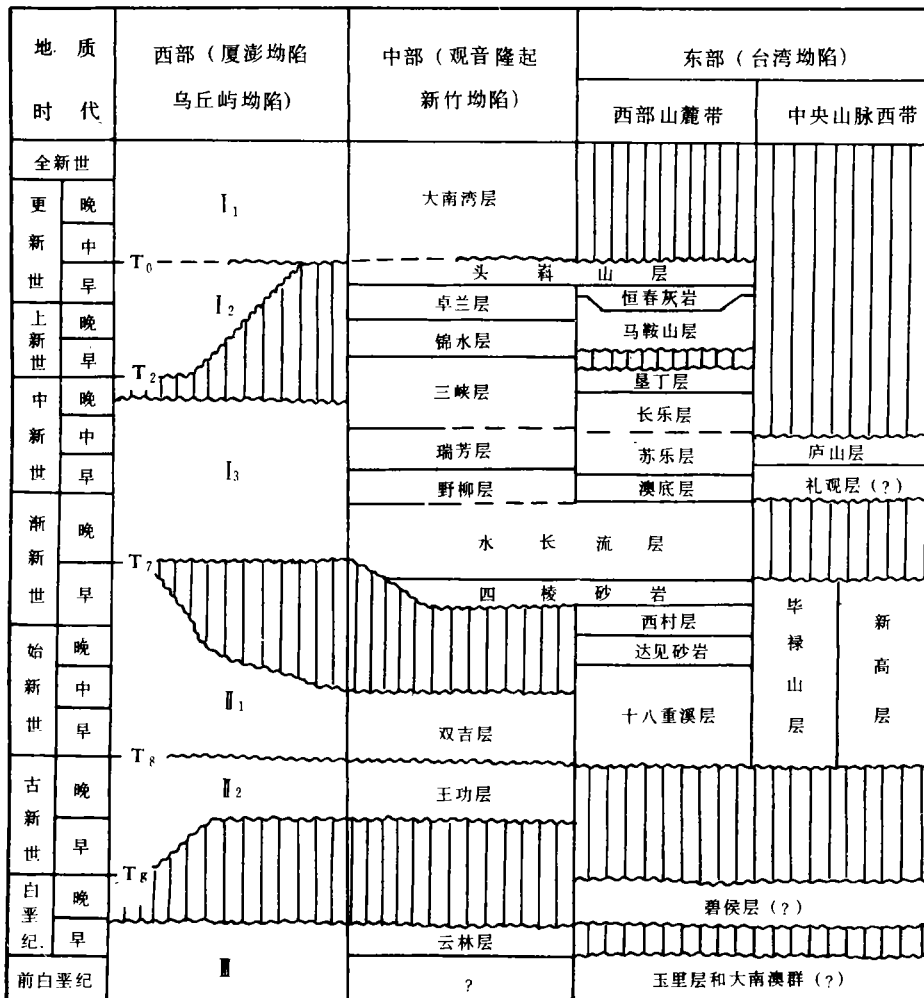 地质时代
西部（厦澎坳陷
乌丘屿坳陷）
中部（观音隆起
新竹坳陷）
东部（台湾坳陷）
西部山麓带
中央山脉西带
全新世
更新世
晚
中
早
上新世
晚
早
中新世
晚
中
早
渐新世
晚
早
始新世
晚
中
早
古新世
晚
早
白垩纪
晚
早
前白垩纪
I₁
T₀
I₂
T₂
I₃
T₇
Ⅱ₁
T₈
Ⅱ₂
Tg
Ⅲ
大南湾层
头嵙山层
卓兰层
锦水层
三峡层
瑞芳层
野柳层
水长流层
四棱砂岩
双吉层
王功层
云林层
?
恒春灰岩
马鞍山层
垦丁层
长乐层
苏乐层
澳底层
西村层
达见砂岩
十八重溪层
庐山层
礼观层(?)
毕禄山层
新高层
碧侯层(?)
玉里层和大南澳群(?)